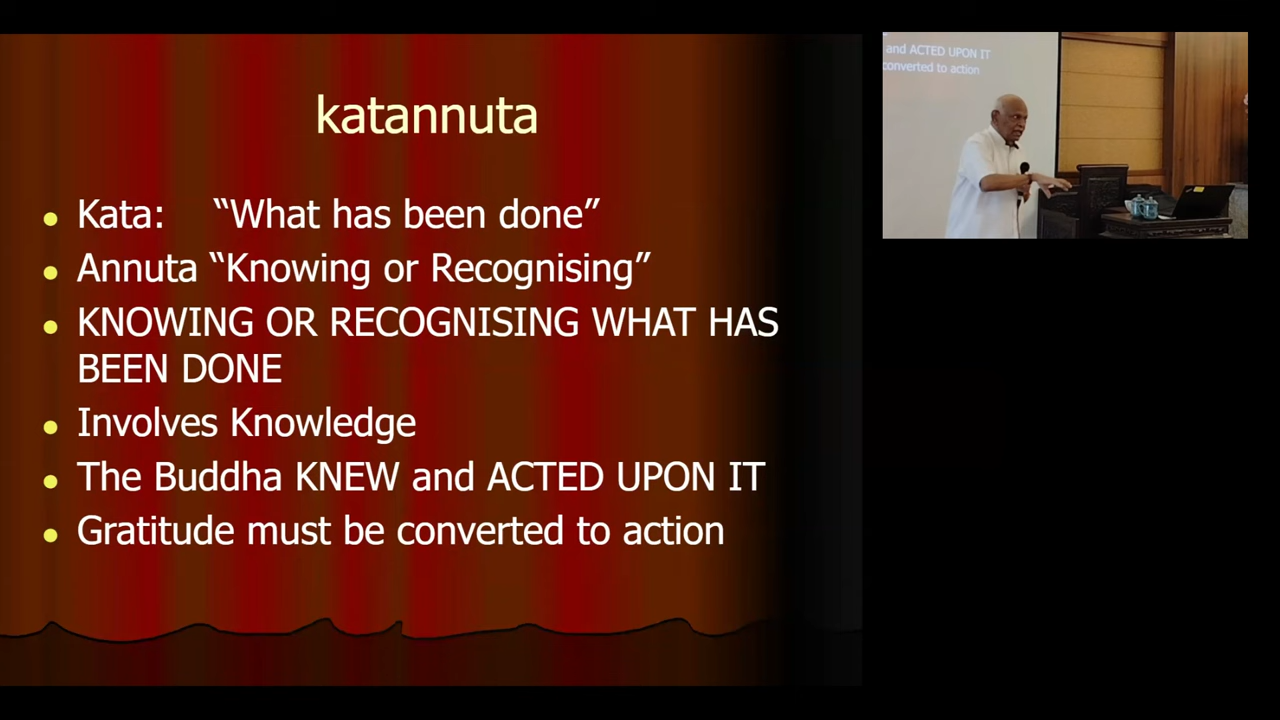 katannuta
Kata: “What has been done”
Annuta “Knowing or Recognising”
KNOWING OR RECOGNISING WHAT HAS
BEEN DONE
Involves Knowledge
The Buddha KNEW and ACTED UPON IT
Gratitude must be converted to action
and ACTED UPON IT
converted to action